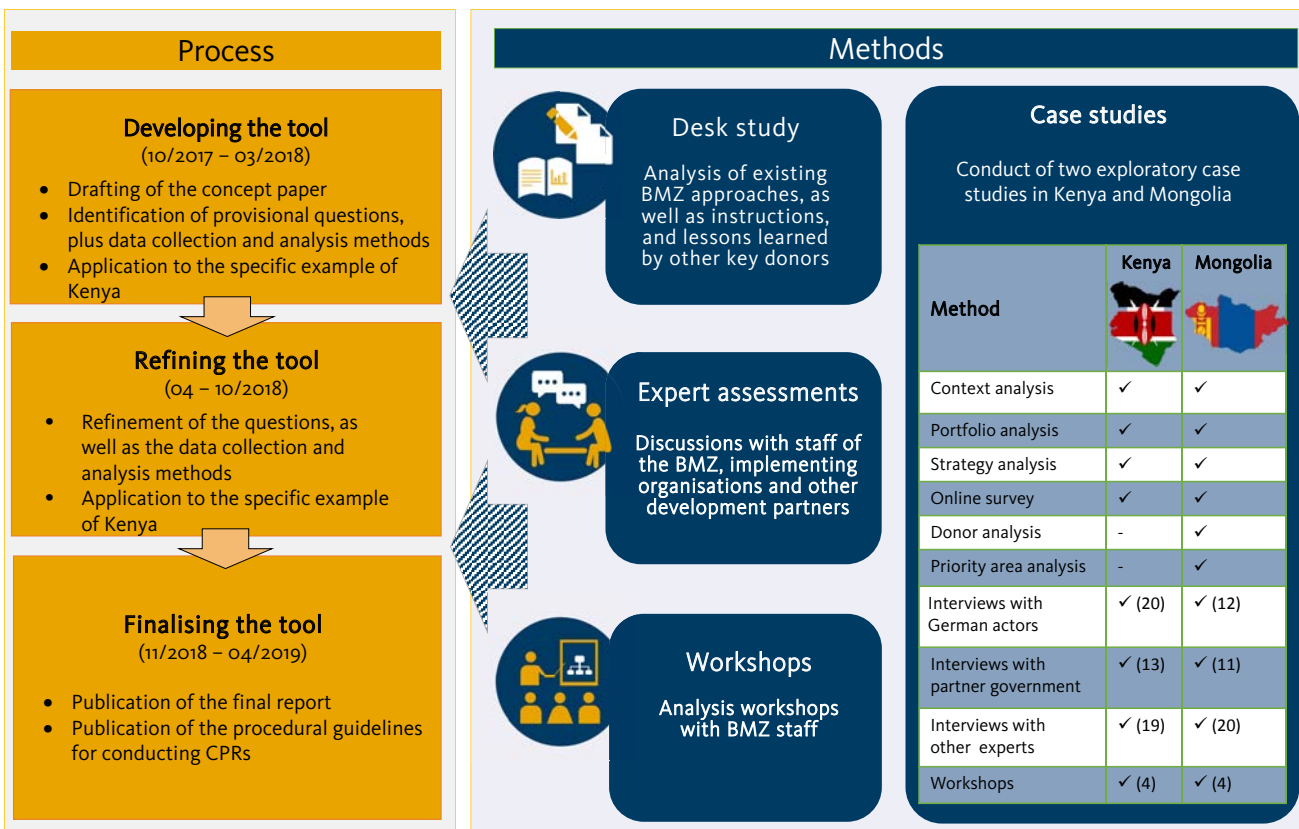 Process
Developing the tool
(10/2017 – 03/2018)
• Drafting of the concept paper
• Identification of provisional questions,
plus data collection and analysis methods
• Application to the specific example of
Kenya
Refining the tool
(04 – 10/2018)
• Refinement of the questions, as
well as the data collection and
analysis methods
• Application to the specific example
of Kenya
Finalising the tool
(11/2018 – 04/2019)
• Publication of the final report
• Publication of the procedural guidelines
for conducting CPRs
Methods
Desk study
Analysis of existing
BMZ approaches, as
well as instructions,
and lessons learned
by other key donors
Expert assessments
Discussions with staff of
the BMZ, implementing
organisations and other
development partners
Workshops
Analysis workshops
with BMZ staff
Case studies
Conduct of two exploratory case
studies in Kenya and Mongolia
Method Kenya Mongolia
Context analysis ✓ ✓
Portfolio analysis ✓ ✓
Strategy analysis ✓ ✓
Online survey ✓ ✓
Donor analysis - ✓
Priority area analysis - ✓
Interviews with ✓ (20) ✓ (12)
German actors
Interviews with ✓ (13) ✓ (11)
partner government
Interviews with ✓ (19) ✓ (20)
other experts
Workshops ✓ (4) ✓ (4)